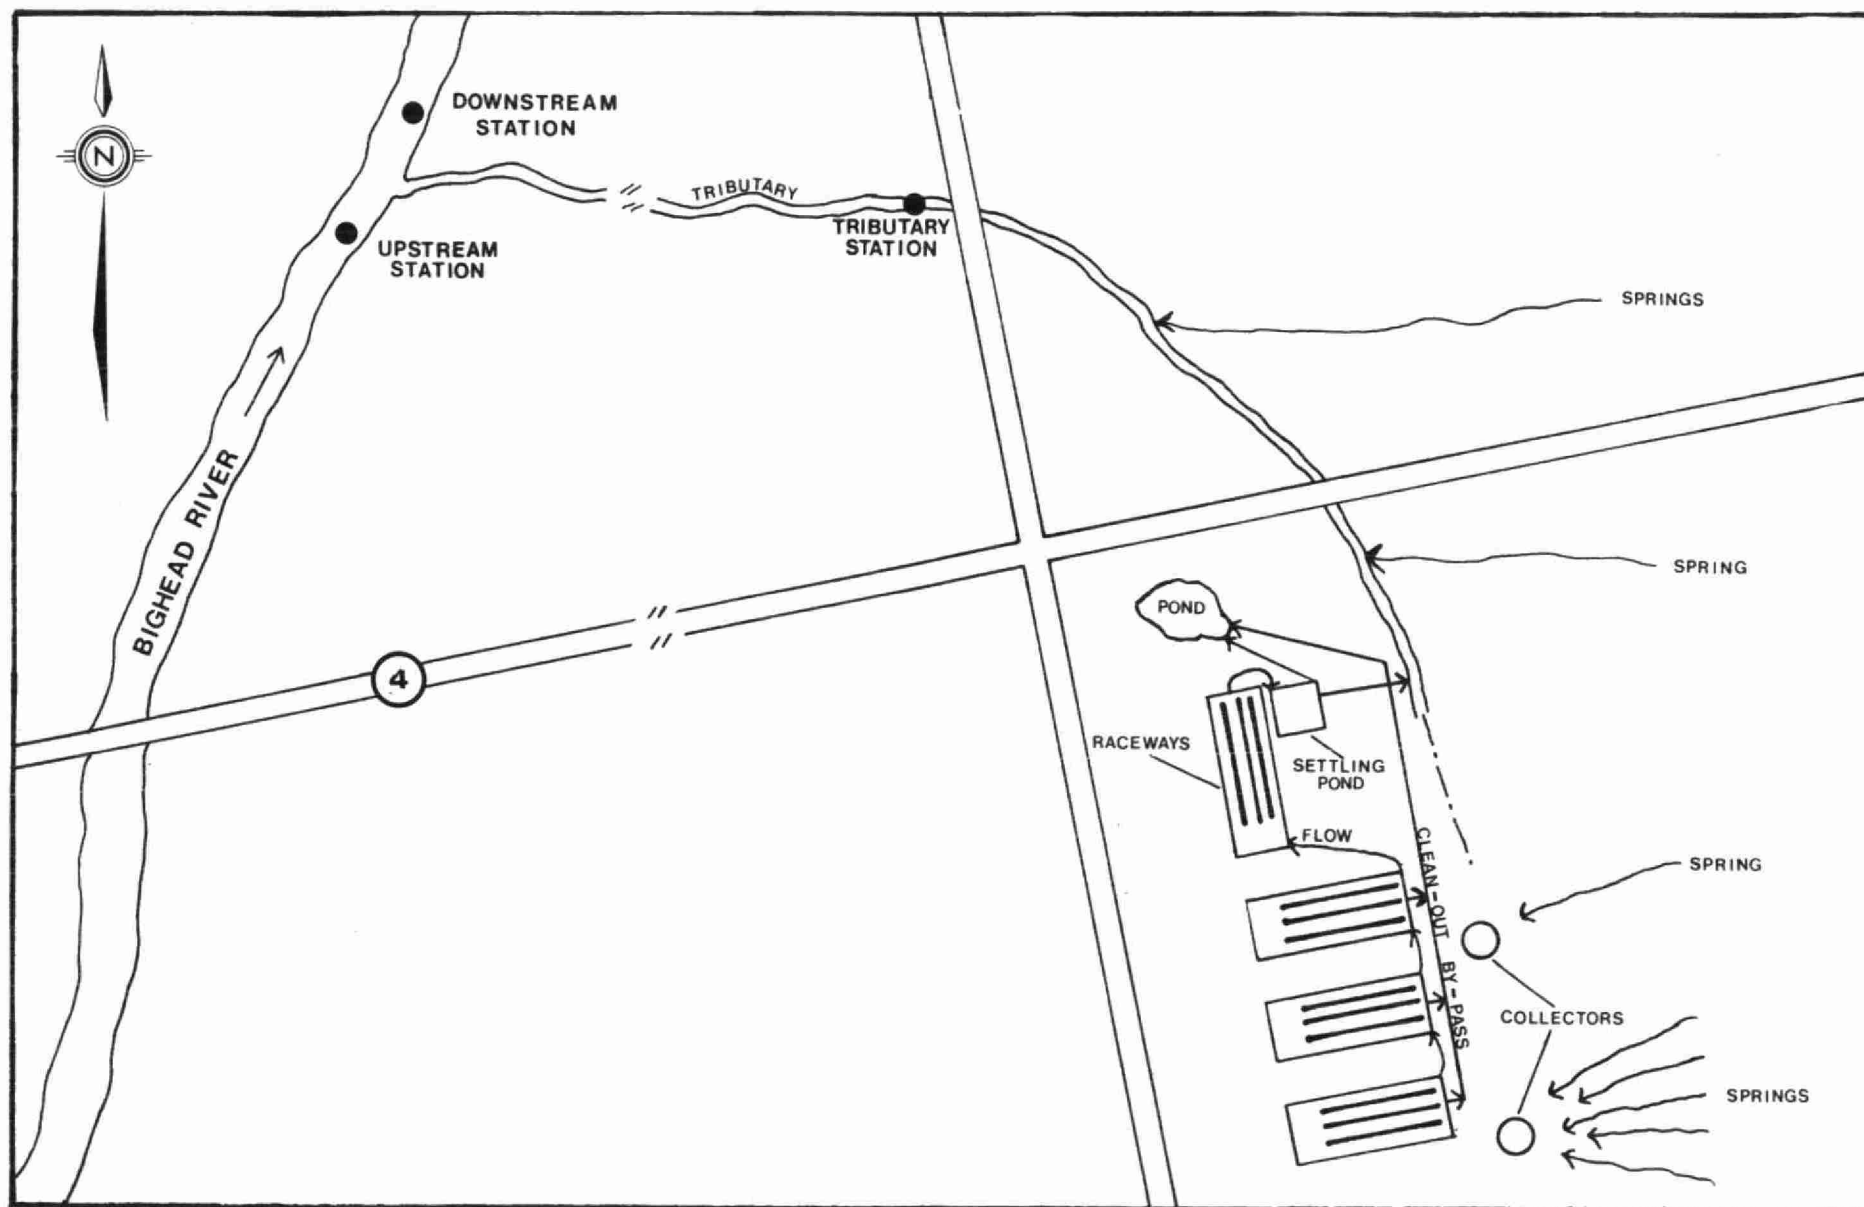 N
DOWNSTREAM
STATION
TRIBUTARY
TRIBUTARY
STATION
UPSTREAM
STATION
SPRINGS
BIGHEAD RIVER
SPRING
POND
4
RACEWAYS
SETTLING
POND
FLOW
CLEAN-OUT BY-PASS
SPRING
COLLECTORS
SPRINGS